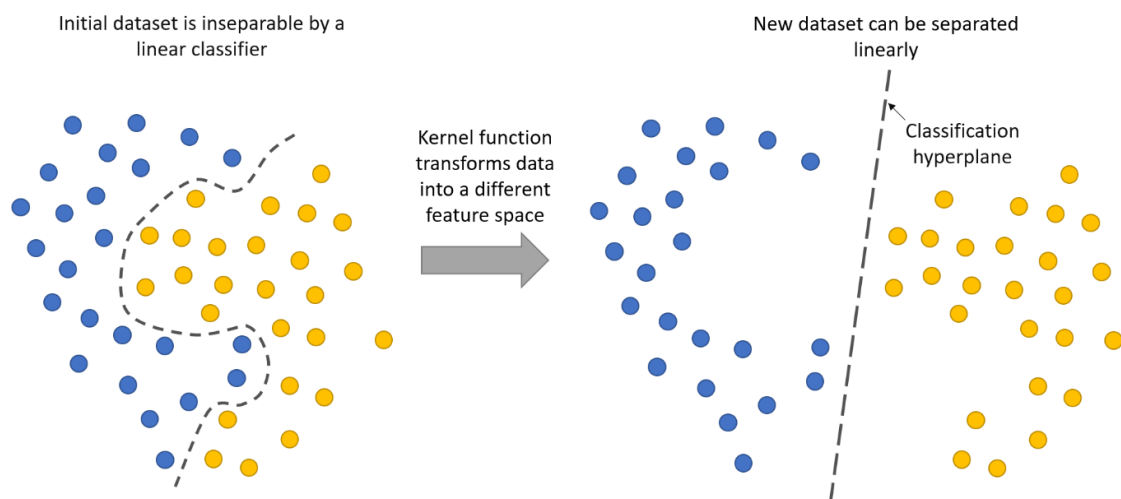 Initial dataset is inseparable by a
linear classifier
Kernel function
transforms data
into a different
feature space
New dataset can be separated
linearly
Classification
hyperplane